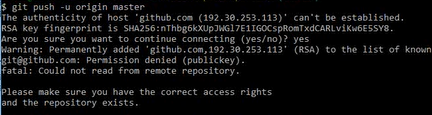 $ git push -u origin master
The authenticity of host 'github.com (192.30.253.113)' can't be established.
RSA key fingerprint is SHA256:nThbg6kXUpJWGl7E1IGOCspRomTxdCARLviKw6E5SY8.
Are you sure you want to continue connecting (yes/no)? yes
Warning: Permanently added 'github.com,192.30.253.113' (RSA) to the list of known
git@github.com: Permission denied (publickey).
fatal: Could not read from remote repository.
Please make sure you have the correct access rights
and the repository exists.